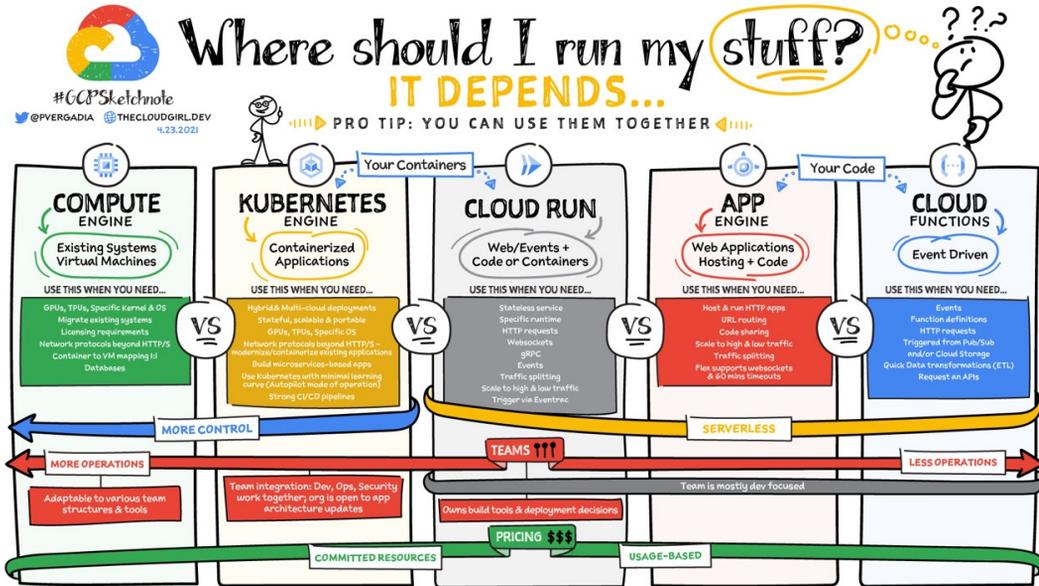 Where should I run my stuff?
? ? ?
IT DEPENDS...
#GCPSketchnote
@PVERGADIA THECLOUDGIRL.DEV
4.23.2021
PRO TIP: YOU CAN USE THEM TOGETHER
Your Containers
Your Code
COMPUTE
ENGINE
Existing Systems
Virtual Machines
USE THIS WHEN YOU NEED...
GPUs, TPUs, Specific Kernel & OS
Migrate existing systems
Licensing requirements
Network protocols beyond HTTP/S
Container to VM mapping 1:1
Databases
VS
KUBERNETES
ENGINE
Containerized
Applications
USE THIS WHEN YOU NEED...
Hybrid & Multi-cloud deployments
Stateful, scalable & portable
GPUs, TPUs, Specific OS
Network protocols beyond HTTP/S –
modernize/containerize existing applications
Build microservices-based apps
Use Kubernetes with minimal learning
curve (Autopilot mode of operation)
Strong CI/CD pipelines
VS
CLOUD RUN
Web/Events +
Code or Containers
USE THIS WHEN YOU NEED...
Stateless service
Specific runtime
HTTP requests
Websockets
gRPC
Events
Traffic splitting
Scale to high & low traffic
Trigger via Eventrac
VS
APP
ENGINE
Web Applications
Hosting + Code
USE THIS WHEN YOU NEED...
Host & run HTTP apps
URL routing
Code sharing
Scale to high & low traffic
Traffic splitting
Flex supports websockets
& 60 mins timeouts
VS
CLOUD
FUNCTIONS
Event Driven
USE THIS WHEN YOU NEED...
Events
Function definitions
HTTP requests
Triggered from Pub/Sub
and/or Cloud Storage
Quick Data transformations (ETL)
Request an APIs
MORE CONTROL
SERVERLESS
TEAMS
MORE OPERATIONS
LESS OPERATIONS
Adaptable to various team
structures & tools
Team integration: Dev, Ops, Security
work together; org is open to app
architecture updates
Team is mostly dev focused
Owns build tools & deployment decisions
PRICING $$$
COMMITTED RESOURCES
USAGE-BASED